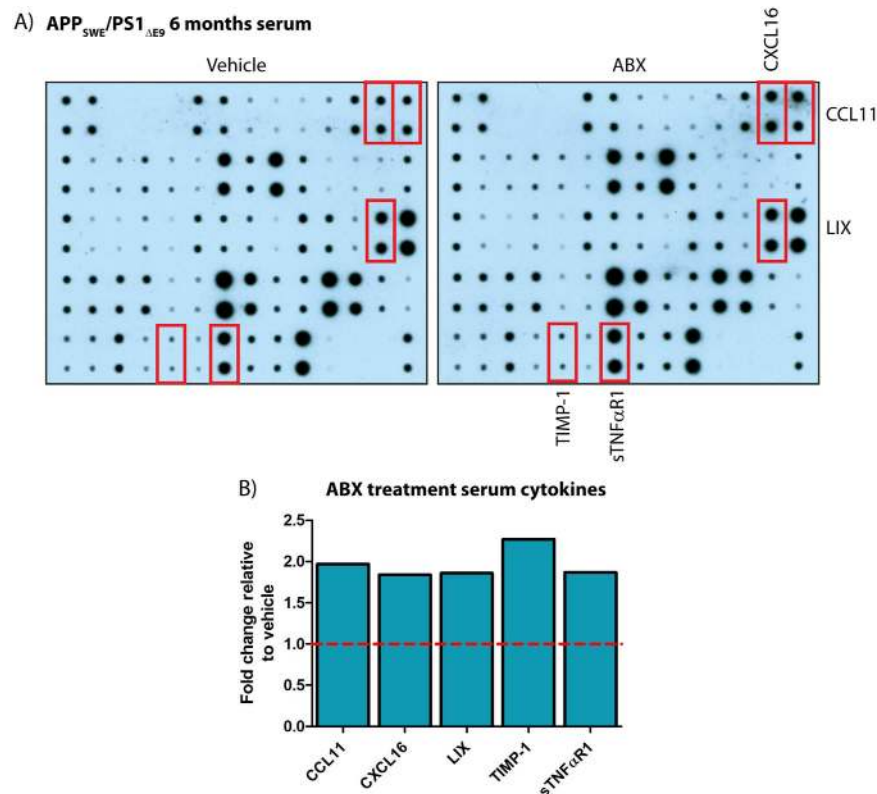 A) APPSWE/PS1ΔE9 6 months serum
Vehicle
ABX
CXCL16
CCL11
LIX
TIMP-1
sTNFαR1
B) ABX treatment serum cytokines
Fold change relative
to vehicle
2.5
2.0
1.5
1.0
0.5
0.0
CCL11
CXCL16
LIX
TIMP-1
sTNFαR1